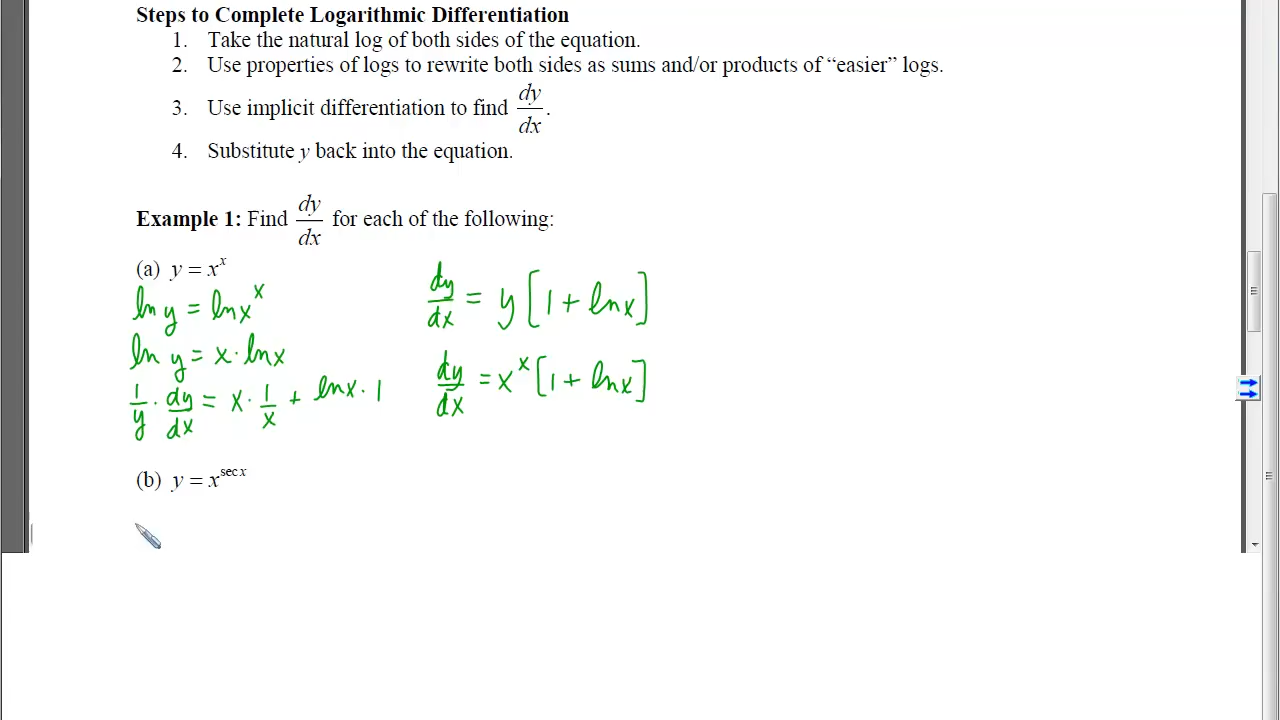 Steps to Complete Logarithmic Differentiation
1. Take the natural log of both sides of the equation.
2. Use properties of logs to rewrite both sides as sums and/or products of “easier” logs.
3. Use implicit differentiation to find dy/dx.
4. Substitute y back into the equation.
Example 1: Find dy/dx for each of the following:
(a) y = x^x
ln y = ln x^x
ln y = x · ln x
1/y · dy/dx = x · 1/x + ln x · 1
dy/dx = y [1 + ln x]
dy/dx = x^x [1 + ln x]
(b) y = x^(sec x)